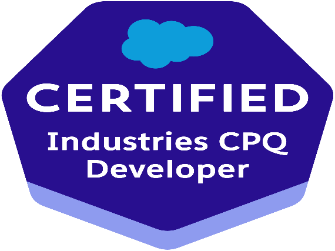 CERTIFIED
Industries CPQ
Developer